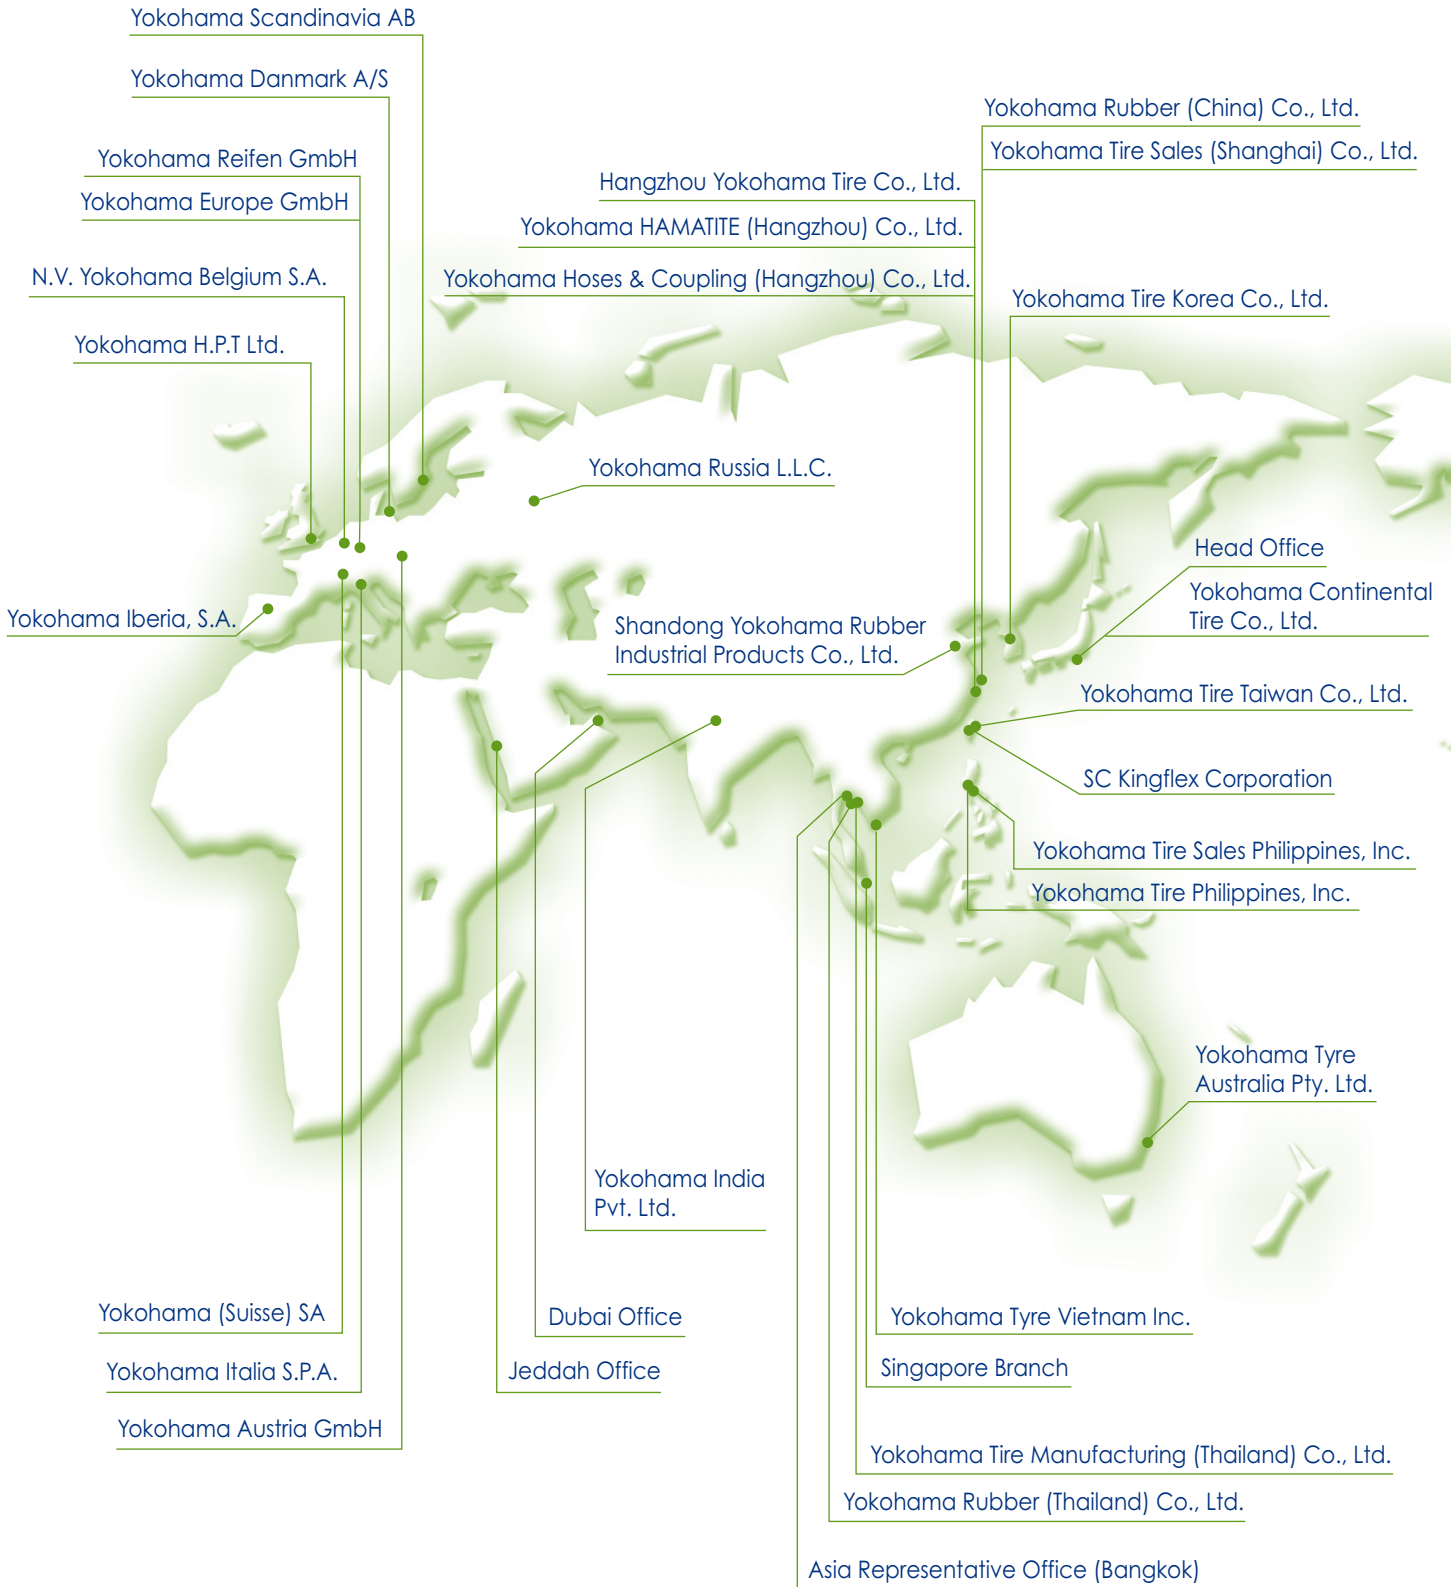 Yokohama Scandinavia AB
Yokohama Danmark A/S
Yokohama Rubber (China) Co., Ltd.
Yokohama Reifen GmbH
Yokohama Tire Sales (Shanghai) Co., Ltd.
Hangzhou Yokohama Tire Co., Ltd.
Yokohama Europe GmbH
Yokohama HAMATITE (Hangzhou) Co., Ltd.
N.V. Yokohama Belgium S.A.
Yokohama Hoses & Coupling (Hangzhou) Co., Ltd.
Yokohama Tire Korea Co., Ltd.
Yokohama H.P.T Ltd.
Yokohama Russia L.L.C.
Head Office
Yokohama Continental
Tire Co., Ltd.
Yokohama Iberia, S.A.
Shandong Yokohama Rubber
Industrial Products Co., Ltd.
Yokohama Tire Taiwan Co., Ltd.
SC Kingflex Corporation
Yokohama Tire Sales Philippines, Inc.
Yokohama Tire Philippines, Inc.
Yokohama Tyre
Australia Pty. Ltd.
Yokohama India
Pvt. Ltd.
Yokohama (Suisse) SA
Dubai Office
Yokohama Tyre Vietnam Inc.
Yokohama Italia S.P.A.
Jeddah Office
Singapore Branch
Yokohama Austria GmbH
Yokohama Tire Manufacturing (Thailand) Co., Ltd.
Yokohama Rubber (Thailand) Co., Ltd.
Asia Representative Office (Bangkok)